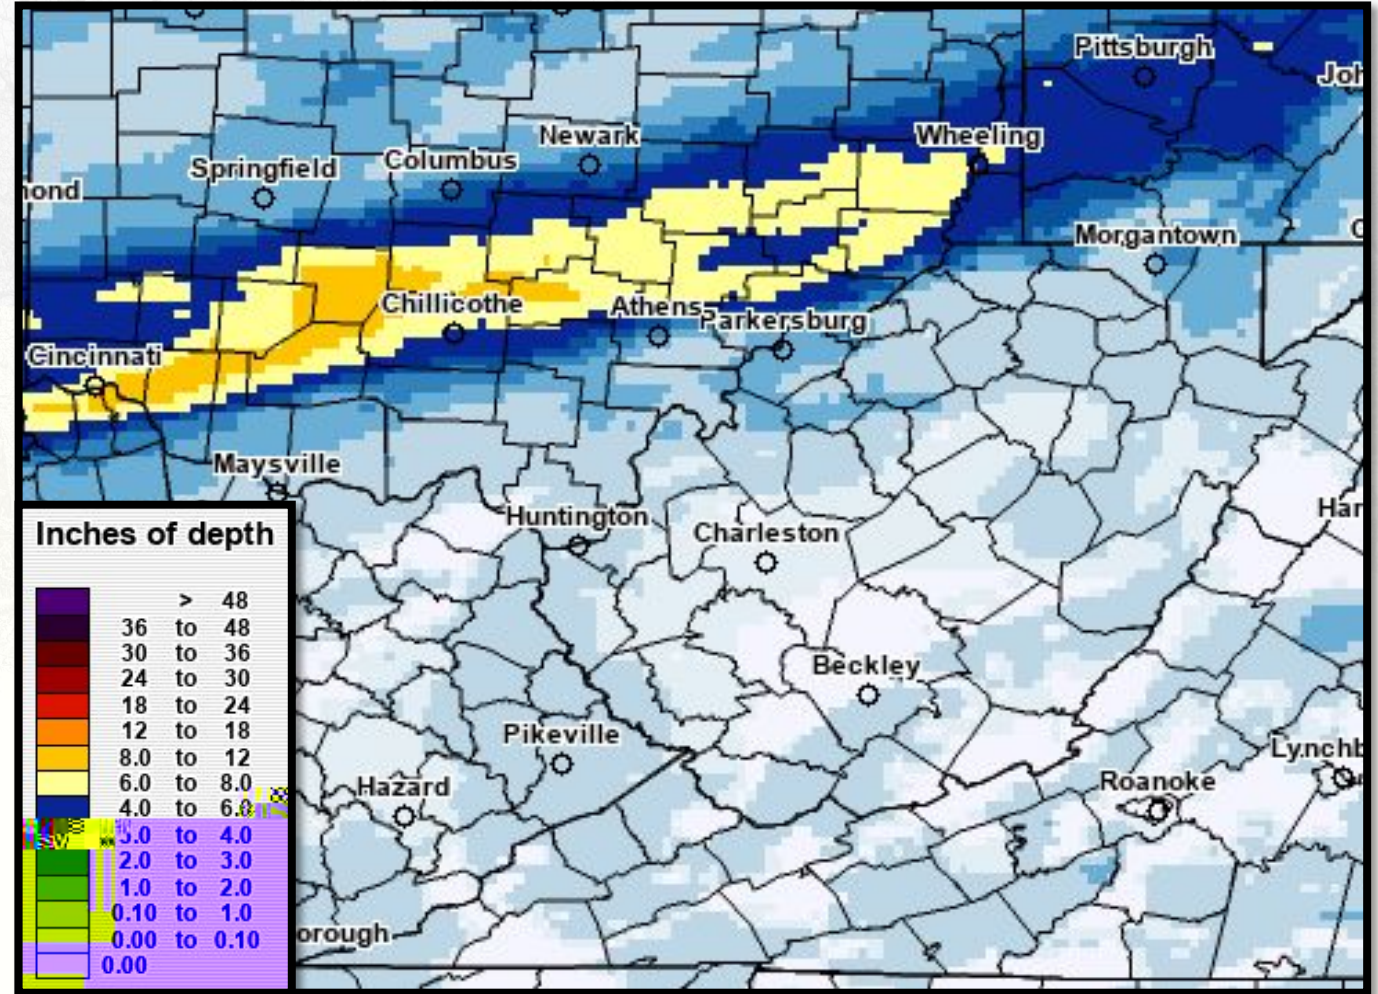 Pittsburgh
Joh
Wheeling
Newark
Columbus
Springfield
mond
Morgantown
C
Chillicothe
Athens
Parkersburg
Cincinnati
Maysville
Huntington
Charleston
Har
Beckley
Pikeville
Lynchb
Roanoke
Hazard
orough
Inches of depth
> 48
36 to 48
30 to 36
24 to 30
18 to 24
12 to 18
8.0 to 12
6.0 to 8.0
4.0 to 6.0
3.0 to 4.0
2.0 to 3.0
1.0 to 2.0
0.10 to 1.0
0.00 to 0.10
0.00